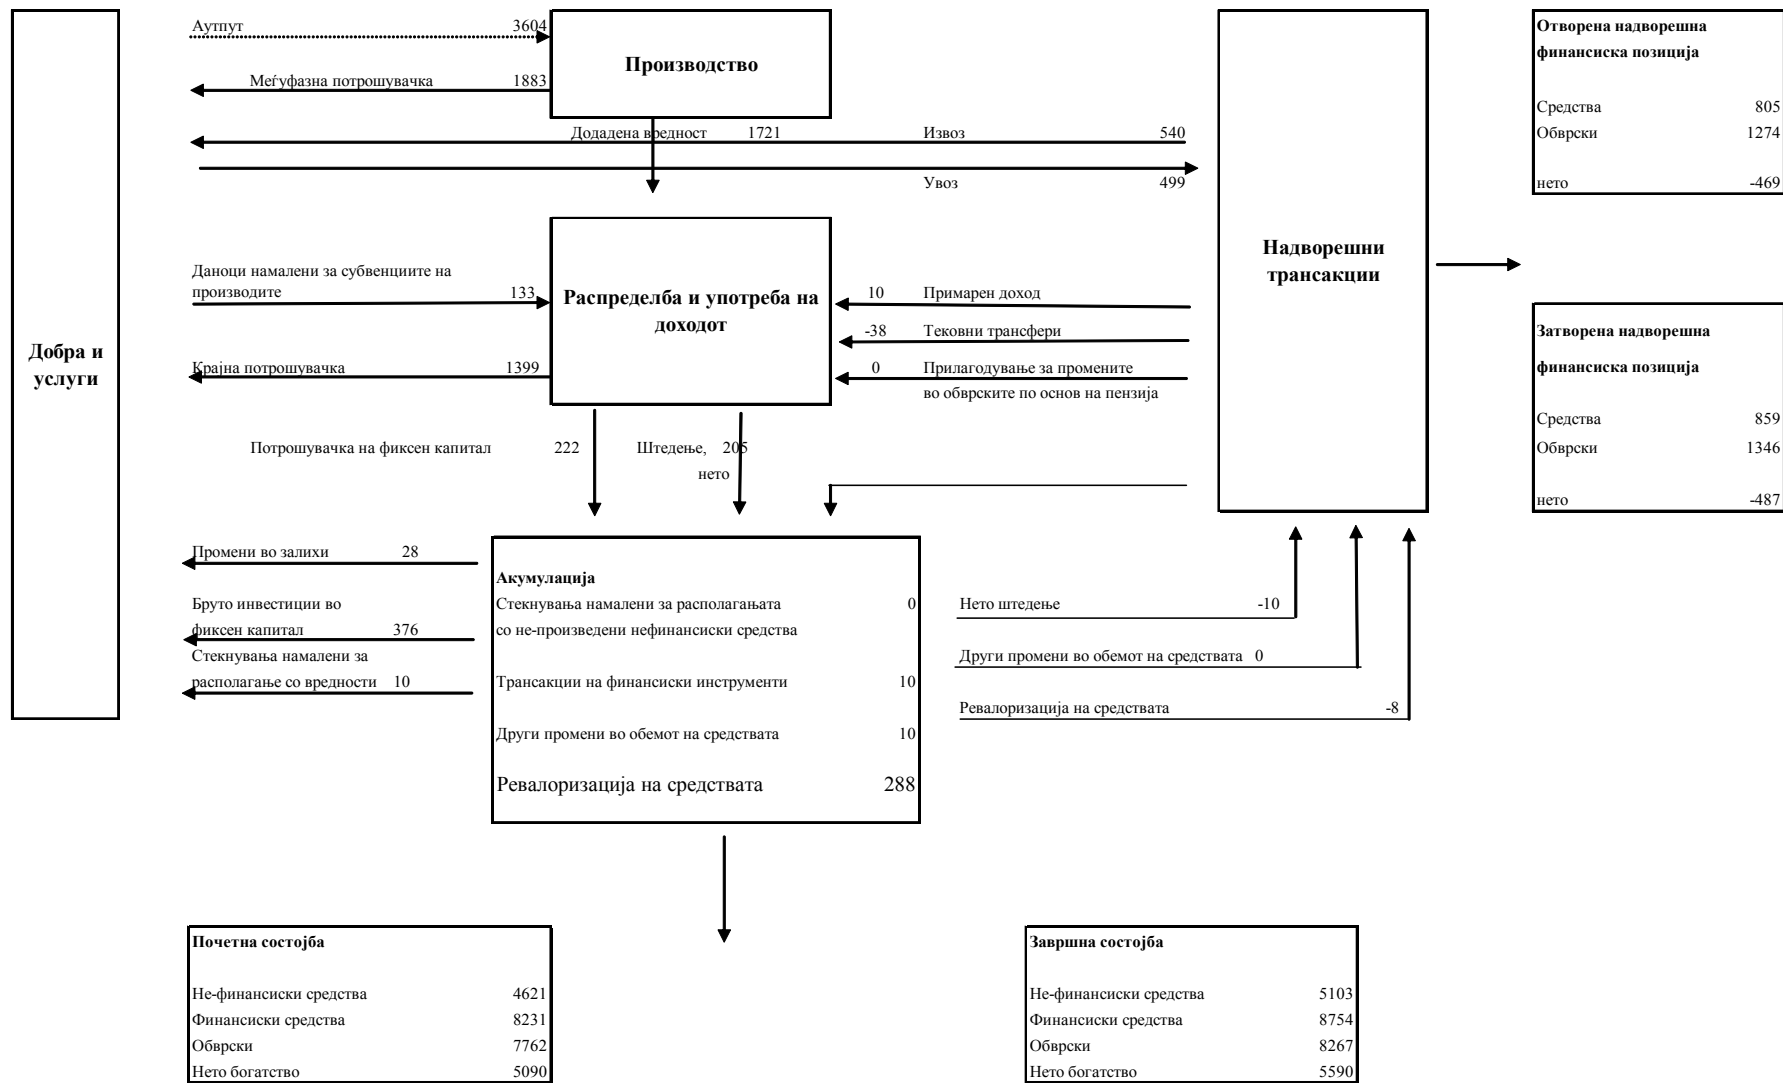 Аутпут 3604
Производство
Меѓуфазна потрошувачка 1883
Додадена вредност 1721
Извоз 540
Увоз 499
Добра и
услуги
Даноци намалени за субвенциите на
производите 133
Распределба и употреба на
доходот
Крајна потрошувачка 1399
10 Примарен доход
-38 Тековни трансфери
0 Прилагодување за промените
во обврските по основ на пензија
Надворешни
трансакции
Отворена надворешна
финансиска позиција
Средства 805
Обврски 1274
нето -469
Затворена надворешна
финансиска позиција
Средства 859
Обврски 1346
нето -487
Потрошувачка на фиксен капитал 222
Штедење, 205
нето
Промени во залихи 28
Бруто инвестиции во
фиксен капитал 376
Стекнувања намалени за
располагање со вредности 10
Акумулација
Стекнувања намалени за располагањата 0
со не-произведени нефинансиски средства
Трансакции на финансиски инструменти 10
Други промени во обемот на средствата 10
Ревалоризација на средствата 288
Нето штедење -10
Други промени во обемот на средствата 0
Ревалоризација на средствата -8
Почетна состојба
Не-финансиски средства 4621
Финансиски средства 8231
Обврски 7762
Нето богатство 5090
Завршна состојба
Не-финансиски средства 5103
Финансиски средства 8754
Обврски 8267
Нето богатство 5590